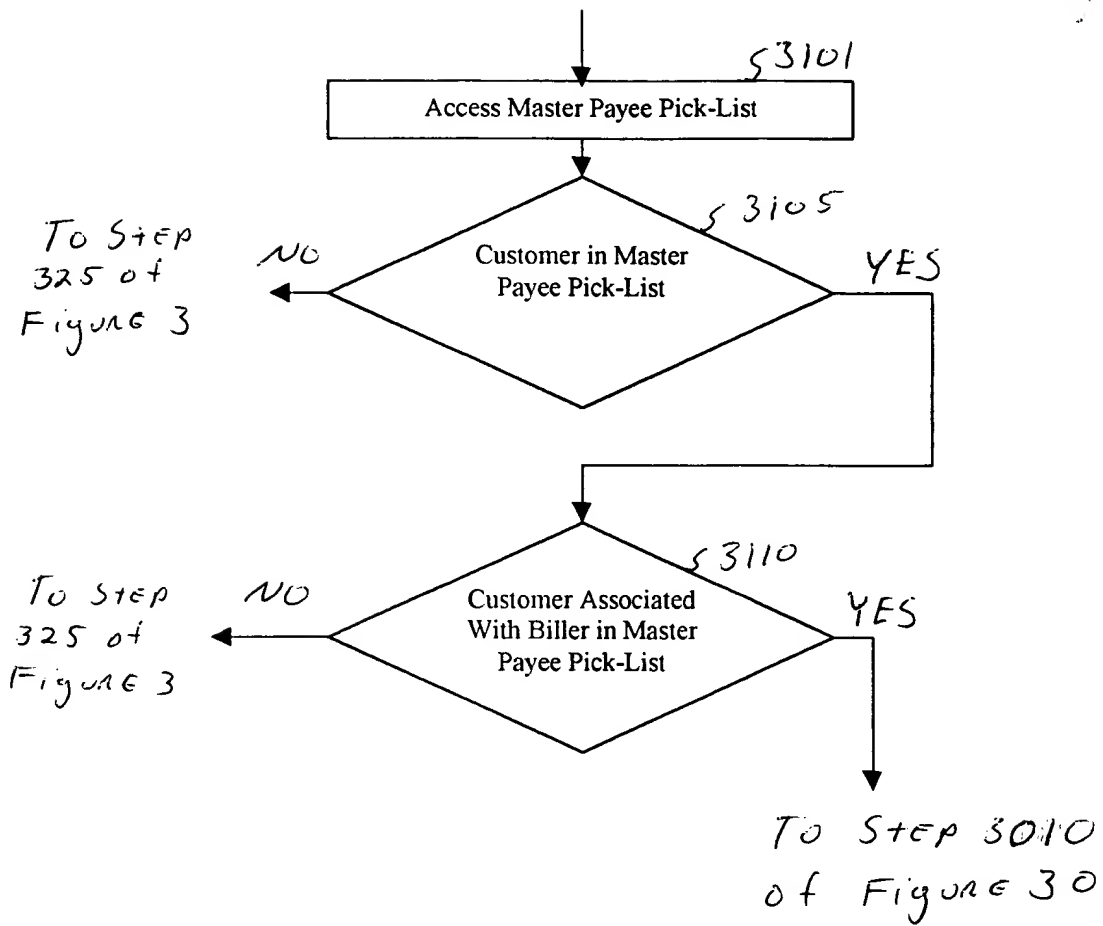 3101
Access Master Payee Pick-List
3105
Customer in Master
Payee Pick-List
To Step
325 of
Figure 3
NO
YES
3110
Customer Associated
With Biller in Master
Payee Pick-List
To Step
325 of
Figure 3
NO
YES
To Step 3010
of Figure 30